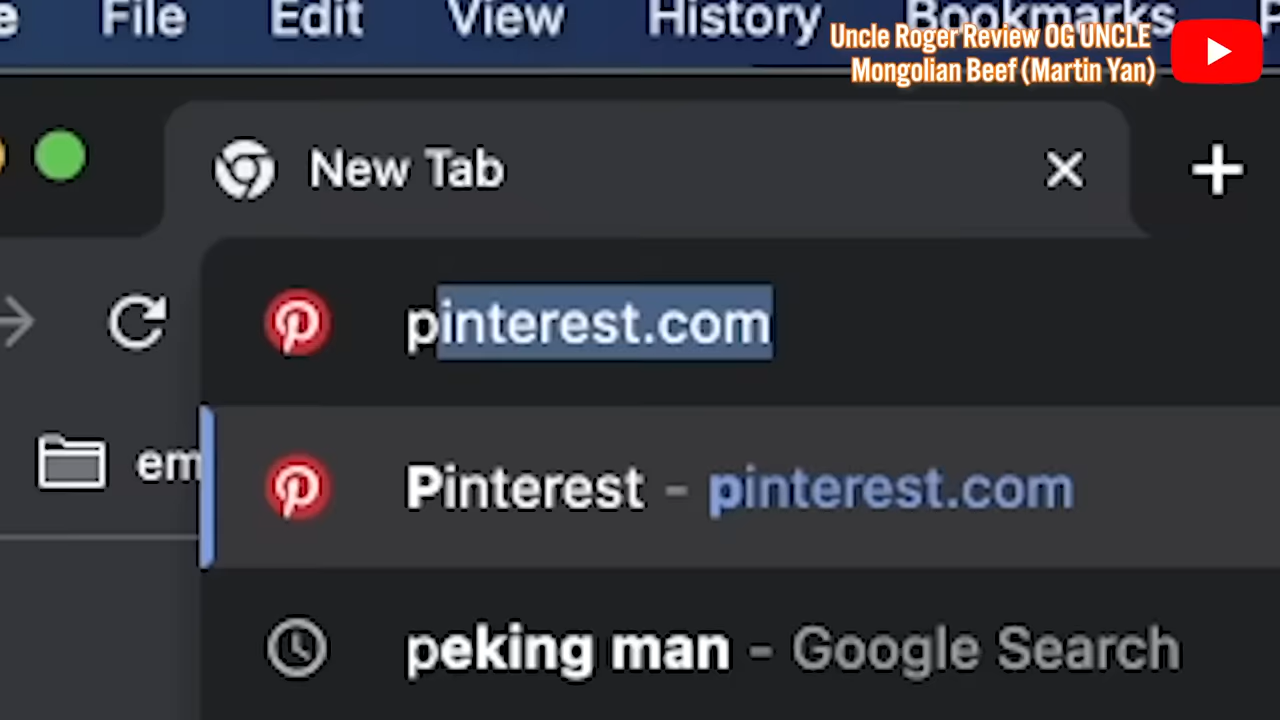 e File Edit View History Bookmarks P
Uncle Roger Review OG UNCLE
Mongolian Beef (Martin Yan)
New Tab
pinterest.com
em
Pinterest - pinterest.com
peking man - Google Search